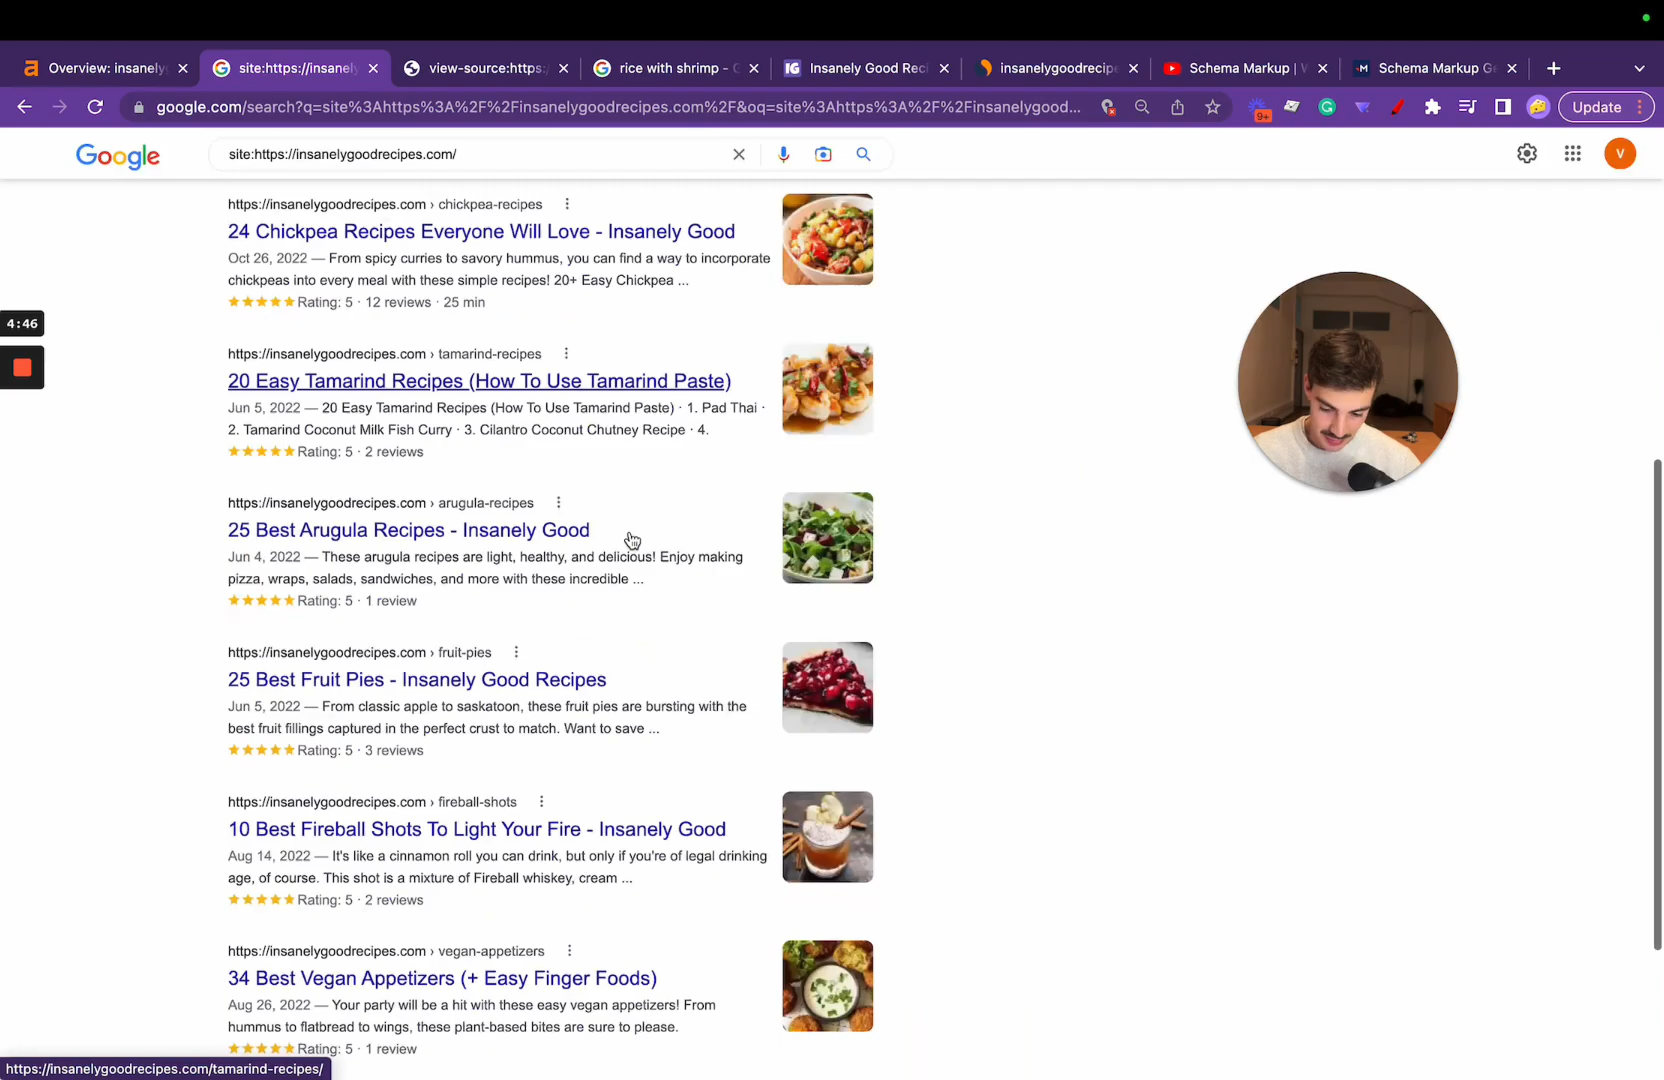 Overview: insanely
site:https://insanely
view-source:https:
rice with shrimp -
Insanely Good Rec
insanelygoodrecipe
Schema Markup |
Schema Markup G
google.com/search?q=site%3Ahttps%3A%2F%2Finsanelygoodrecipes.com%2F&oq=site%3Ahttps%3A%2F%2Finsanelygood...
9+
Update
Google
site:https://insanelygoodrecipes.com/
V
https://insanelygoodrecipes.com › chickpea-recipes
24 Chickpea Recipes Everyone Will Love - Insanely Good
Oct 26, 2022 — From spicy curries to savory hummus, you can find a way to incorporate
chickpeas into every meal with these simple recipes! 20+ Easy Chickpea ...
Rating: 5 · 12 reviews · 25 min
4:46
https://insanelygoodrecipes.com › tamarind-recipes
20 Easy Tamarind Recipes (How To Use Tamarind Paste)
Jun 5, 2022 — 20 Easy Tamarind Recipes (How To Use Tamarind Paste) · 1. Pad Thai ·
2. Tamarind Coconut Milk Fish Curry · 3. Cilantro Coconut Chutney Recipe · 4.
Rating: 5 · 2 reviews
https://insanelygoodrecipes.com › arugula-recipes
25 Best Arugula Recipes - Insanely Good
Jun 4, 2022 — These arugula recipes are light, healthy, and delicious! Enjoy making
pizza, wraps, salads, sandwiches, and more with these incredible ...
Rating: 5 · 1 review
https://insanelygoodrecipes.com › fruit-pies
25 Best Fruit Pies - Insanely Good Recipes
Jun 5, 2022 — From classic apple to saskatoon, these fruit pies are bursting with the
best fruit fillings captured in the perfect crust to match. Want to save ...
Rating: 5 · 3 reviews
https://insanelygoodrecipes.com › fireball-shots
10 Best Fireball Shots To Light Your Fire - Insanely Good
Aug 14, 2022 — It's like a cinnamon roll you can drink, but only if you're of legal drinking
age, of course. This shot is a mixture of Fireball whiskey, cream ...
Rating: 5 · 2 reviews
https://insanelygoodrecipes.com › vegan-appetizers
34 Best Vegan Appetizers (+ Easy Finger Foods)
Aug 26, 2022 — Your party will be a hit with these easy vegan appetizers! From
hummus to flatbread to wings, these plant-based bites are sure to please.
Rating: 5 · 1 review
https://insanelygoodrecipes.com/tamarind-recipes/